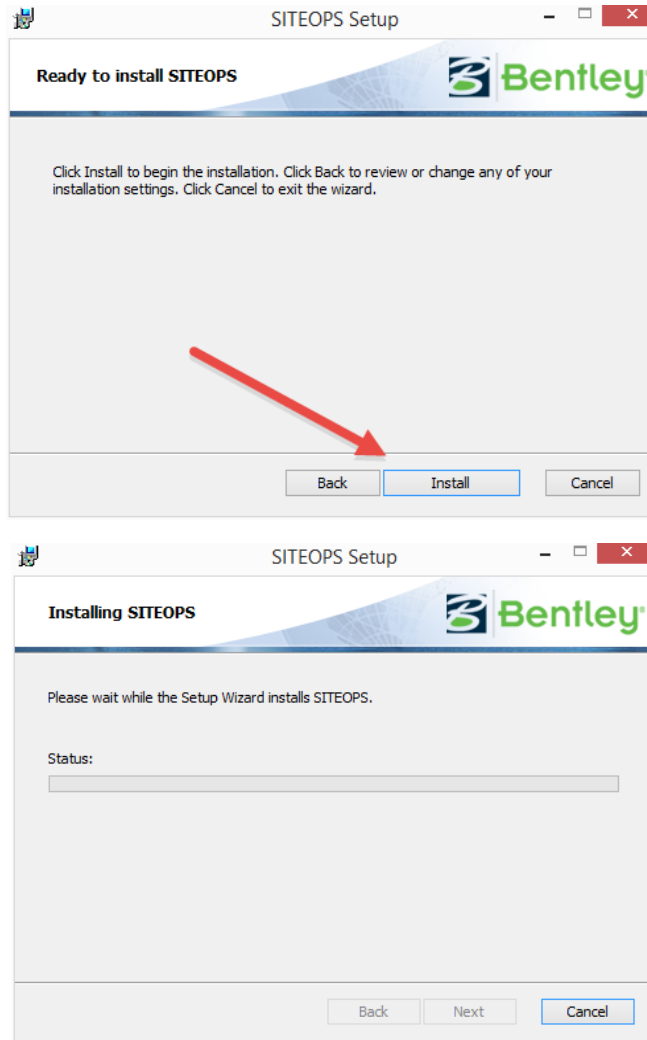 SITEOPS Setup
Ready to install SITEOPS
Bentley
Click Install to begin the installation. Click Back to review or change any of your
installation settings. Click Cancel to exit the wizard.
Back Install Cancel
SITEOPS Setup
Installing SITEOPS
Bentley
Please wait while the Setup Wizard installs SITEOPS.
Status:
Back Next Cancel